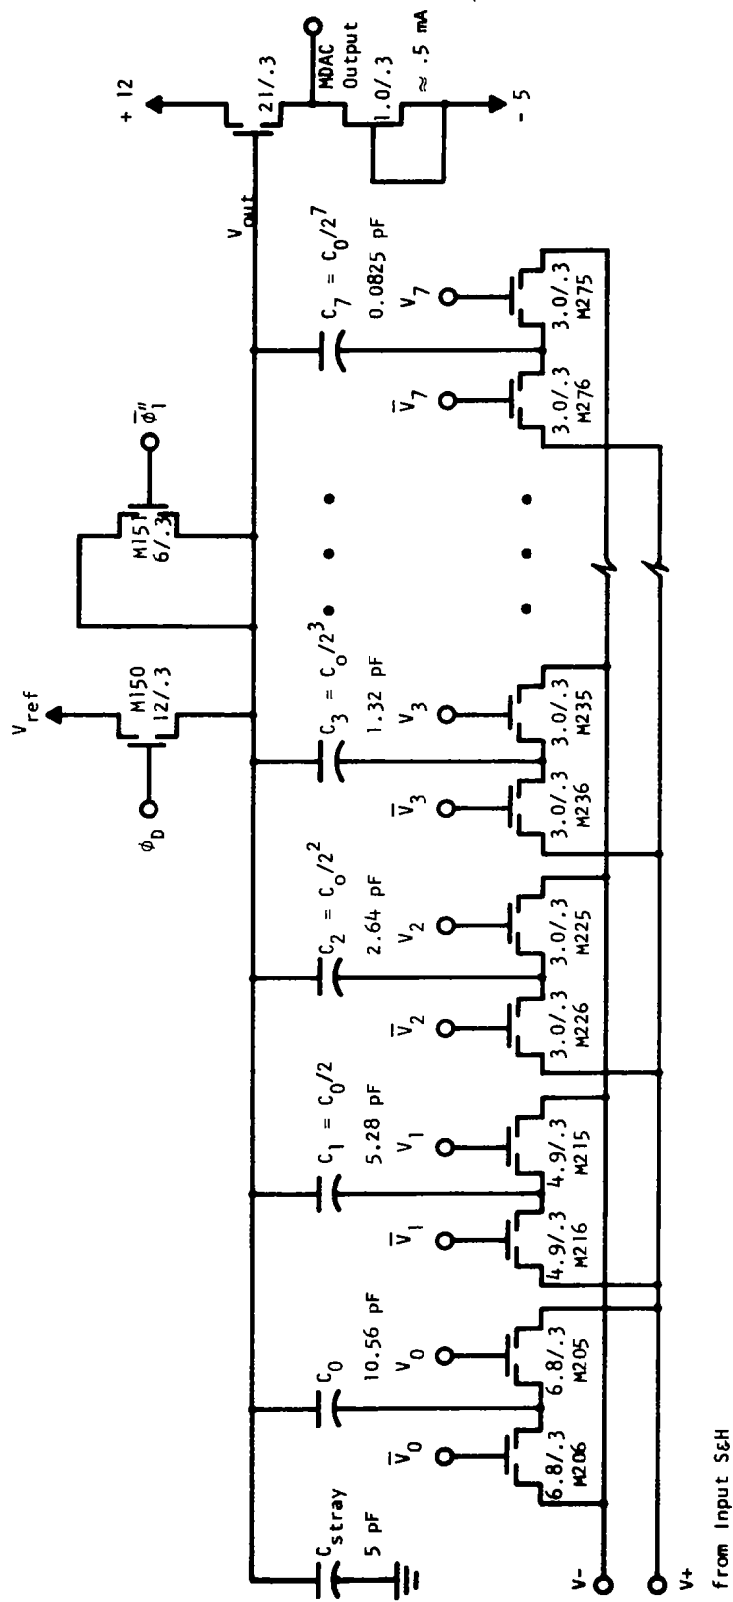 + 12
21/.3
MDAC
Output
1.0/.3
≈ .5 mA
- 5
V_out
V_ref
M150
12/.3
φ_D
M151
6/.3
φ̄″_1
C_stray
5 pF
C_0
10.56 pF
C_1 = C_0/2
5.28 pF
C_2 = C_o/2^2
2.64 pF
C_3 = C_o/2^3
1.32 pF
C_7 = C_0/2^7
0.0825 pF
V̄_0
V_0
V̄_1
V_1
V̄_2
V_2
V̄_3
V_3
V̄_7
V_7
6.8/.3
M206
6.8/.3
M205
4.9/.3
M216
4.9/.3
M215
3.0/.3
M226
3.0/.3
M225
3.0/.3
M236
3.0/.3
M235
3.0/.3
M276
3.0/.3
M275
V-
V+
from Input S&H